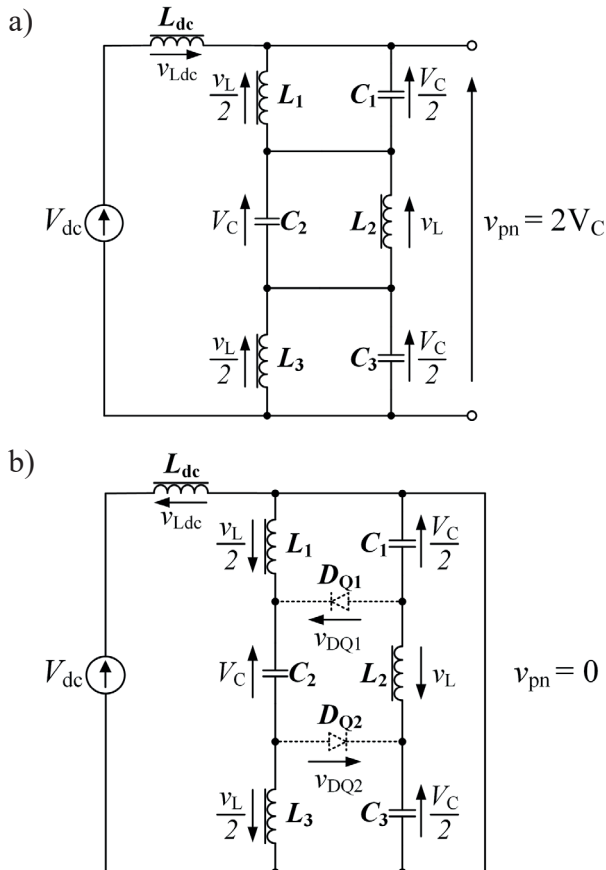 a)
Ldc
vLdc
vL/2 L1 C1 VC/2
Vdc VC C2 L2 vL vpn = 2VC
vL/2 L3 C3 VC/2
b)
Ldc
vLdc
vL/2 L1 C1 VC/2
DQ1
vDQ1
Vdc VC C2 L2 vL vpn = 0
DQ2
vDQ2
vL/2 L3 C3 VC/2